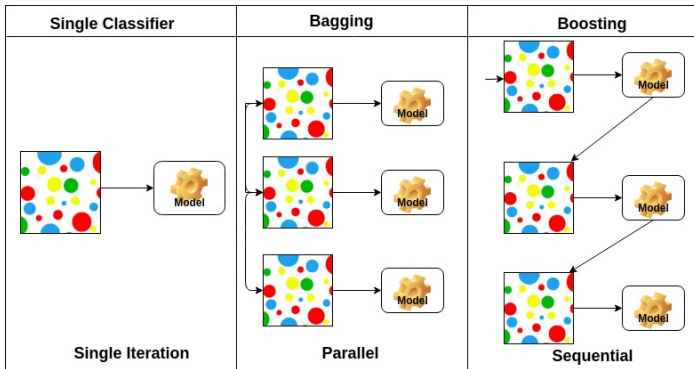 Single Classifier
Bagging
Boosting
Model
Model
Model
Model
Model
Model
Model
Single Iteration
Parallel
Sequential